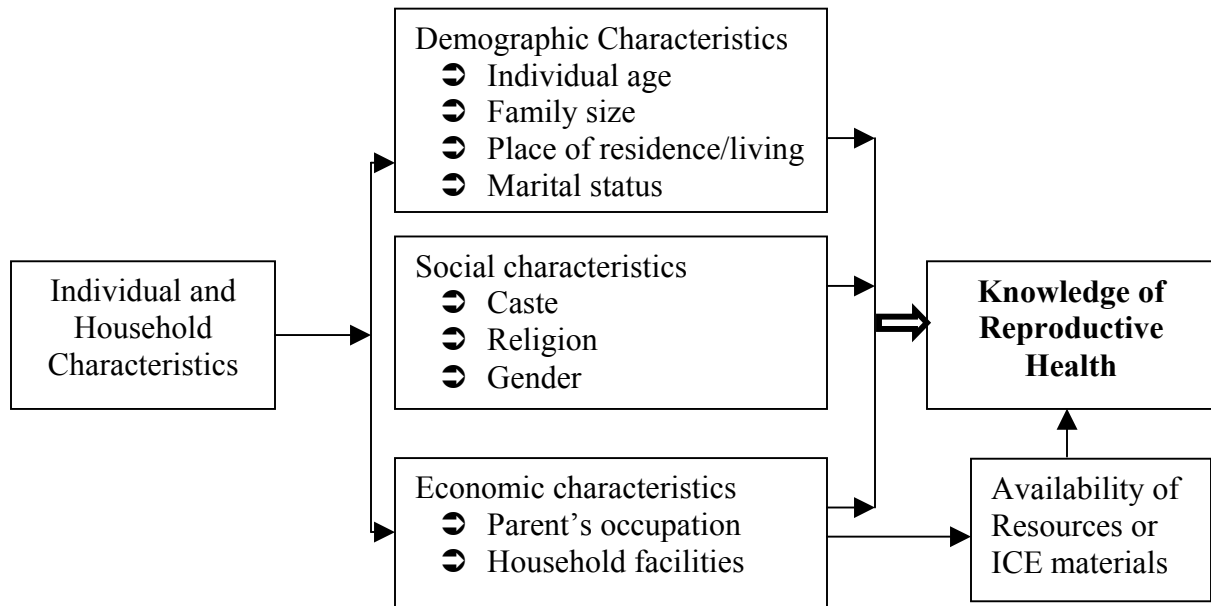 Demographic Characteristics
➲ Individual age
➲ Family size
➲ Place of residence/living
➲ Marital status
Individual and
Household
Characteristics
Social characteristics
➲ Caste
➲ Religion
➲ Gender
Knowledge of
Reproductive
Health
Economic characteristics
➲ Parent’s occupation
➲ Household facilities
Availability of
Resources or
ICE materials